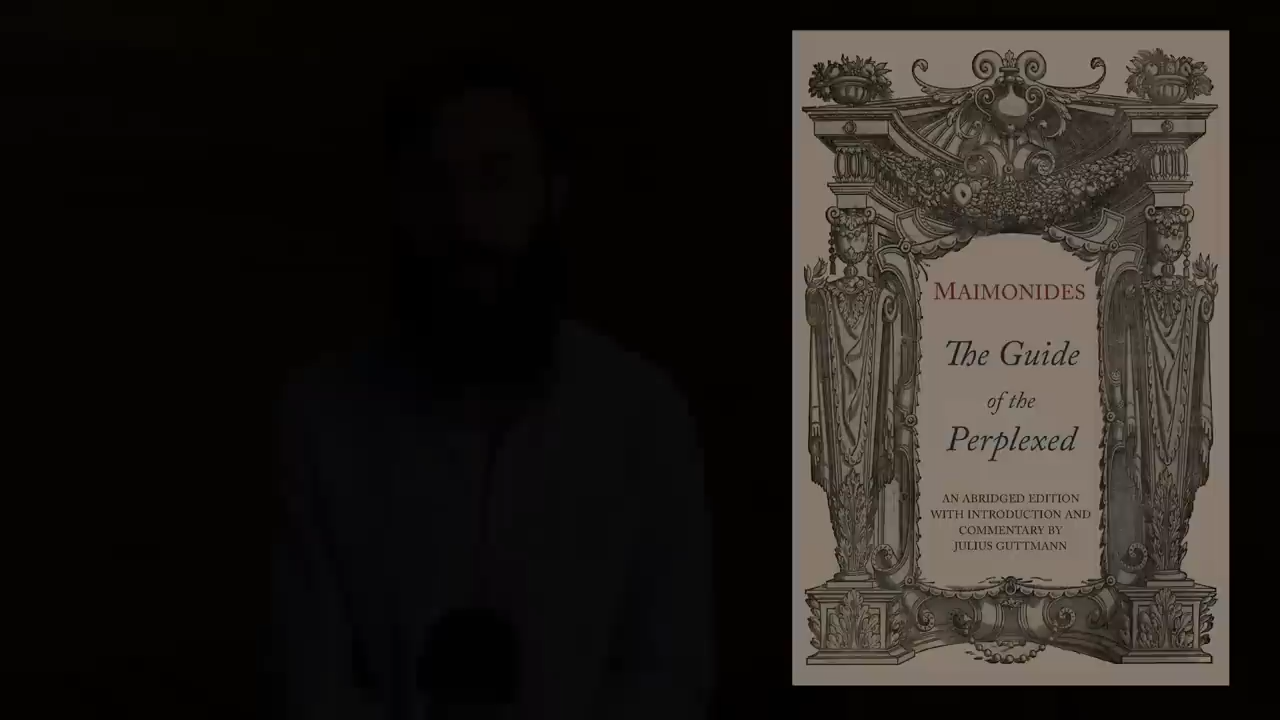 MAIMONIDES
The Guide
of the
Perplexed
AN ABRIDGED EDITION
WITH INTRODUCTION AND
COMMENTARY BY
JULIUS GUTTMANN